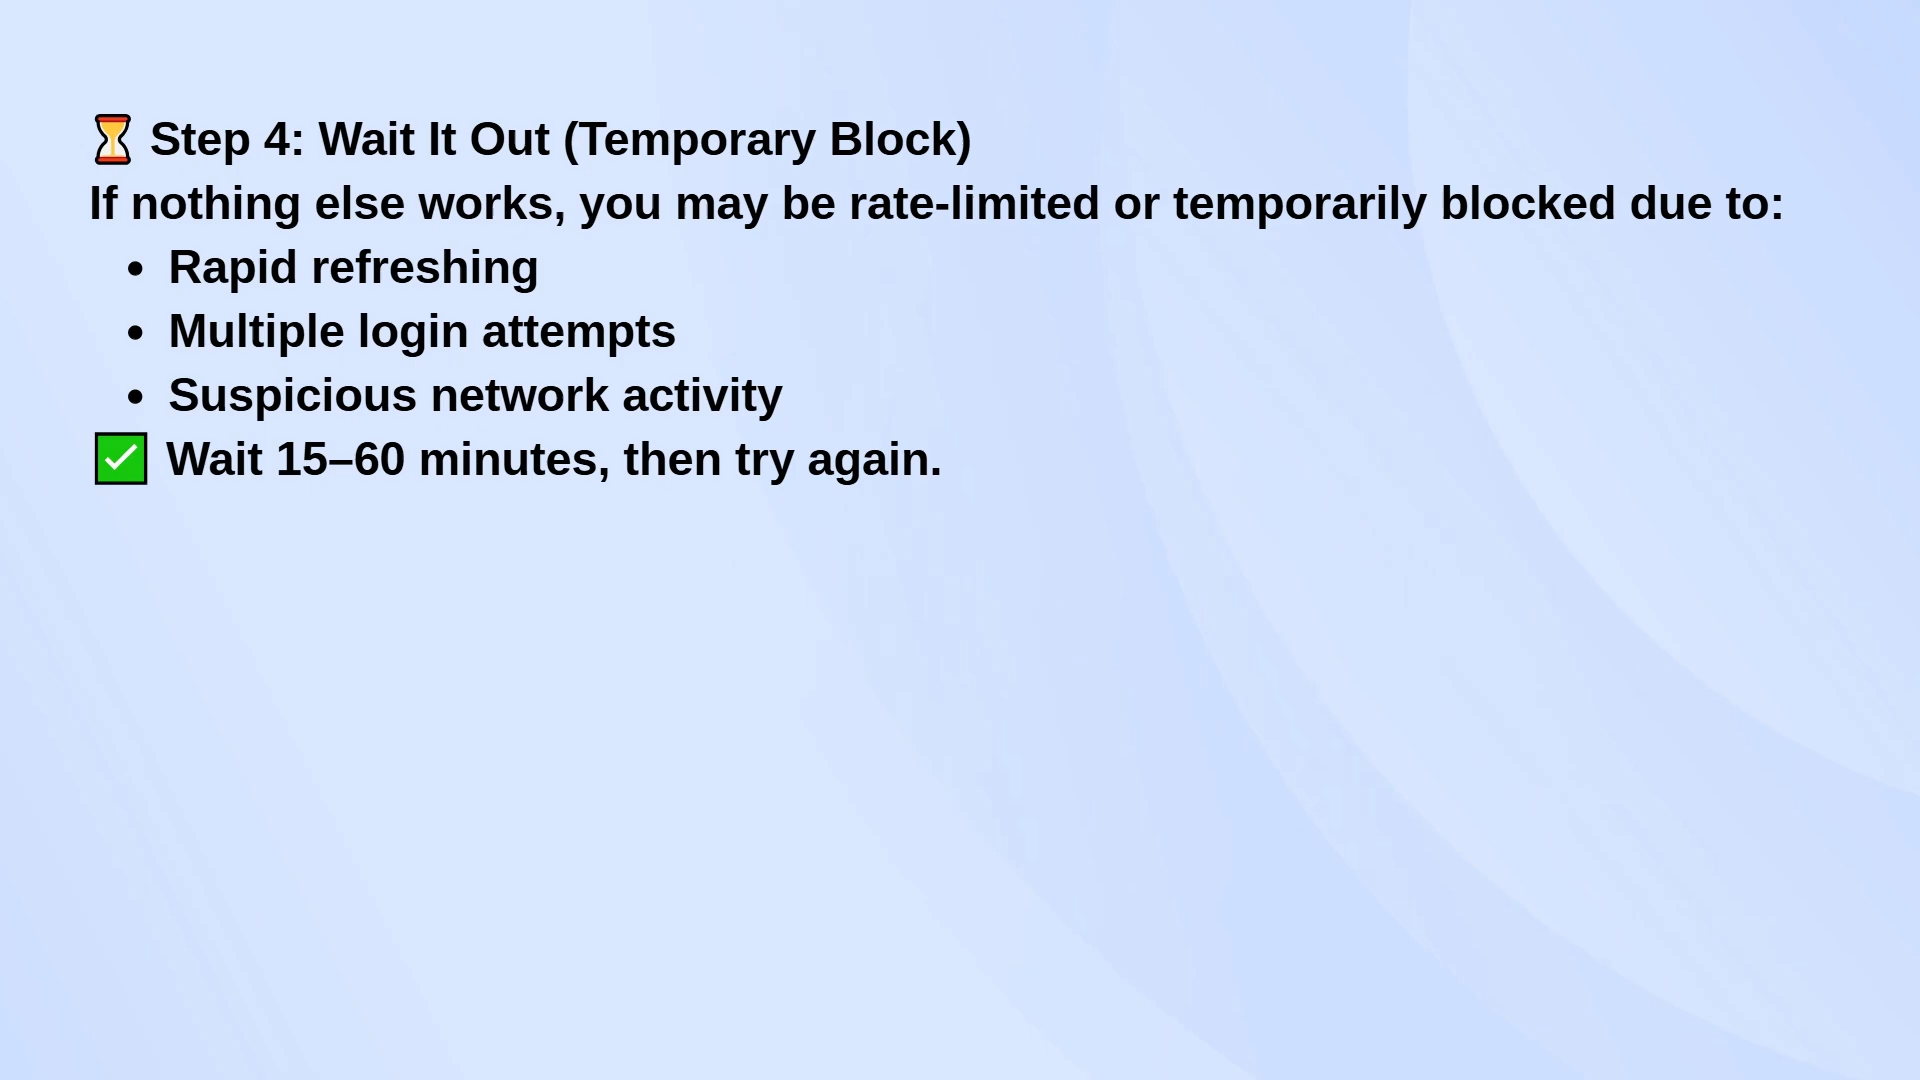 ⏳ Step 4: Wait It Out (Temporary Block)
If nothing else works, you may be rate-limited or temporarily blocked due to:
• Rapid refreshing
• Multiple login attempts
• Suspicious network activity
✅ Wait 15–60 minutes, then try again.